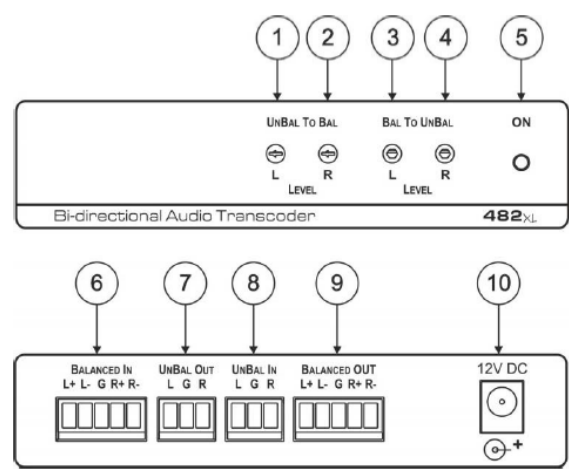 1 2 3 4 5
UNBAL TO BAL BAL TO UNBAL ON
L R L R
LEVEL LEVEL
Bi-directional Audio Transcoder 482XL
6 7 8 9 10
BALANCED IN UNBAL OUT UNBAL IN BALANCED OUT 12V DC
L+ L- G R+ R- L G R L G R L+ L- G R+ R-
+